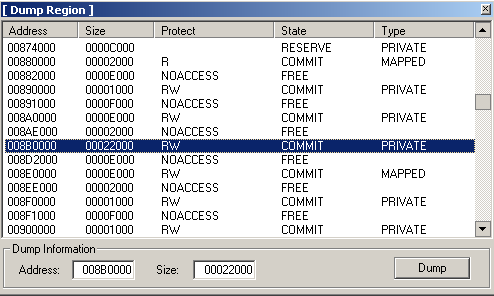 [ Dump Region ]
Address Size Protect State Type
00874000 0000C000 RESERVE PRIVATE
00880000 00002000 R COMMIT MAPPED
00882000 0000E000 NOACCESS FREE
00890000 00001000 RW COMMIT PRIVATE
00891000 0000F000 NOACCESS FREE
008A0000 0000E000 RW COMMIT PRIVATE
008AE000 00002000 NOACCESS FREE
008B0000 00022000 RW COMMIT PRIVATE
008D2000 0000E000 NOACCESS FREE
008E0000 0000E000 RW COMMIT MAPPED
008EE000 00002000 NOACCESS FREE
008F0000 00001000 RW COMMIT PRIVATE
008F1000 0000F000 NOACCESS FREE
00900000 00001000 RW COMMIT PRIVATE
Dump Information
Address: 008B0000 Size: 00022000 Dump